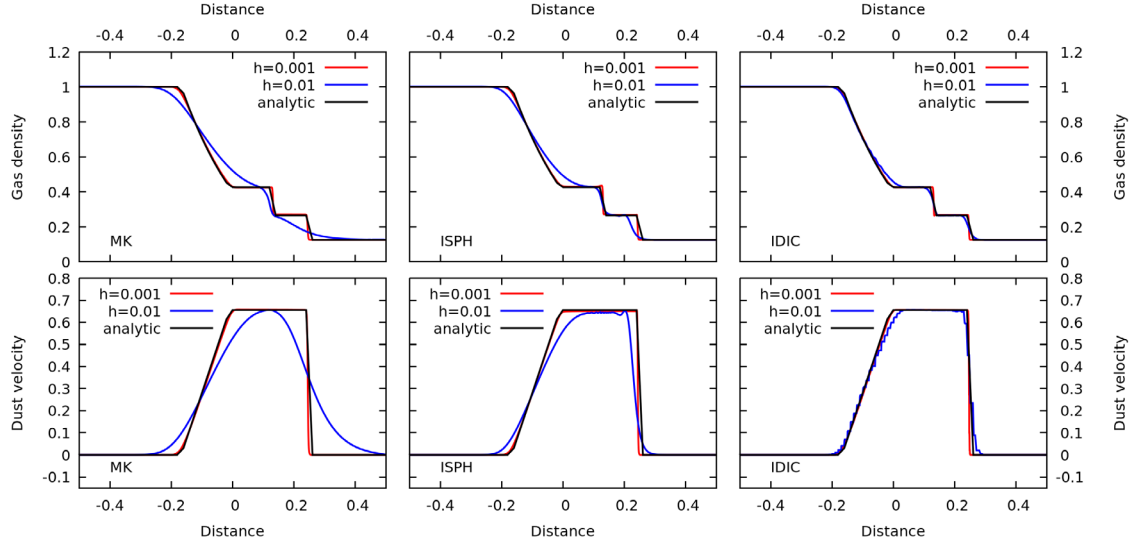 Distance Distance Distance
-0.4 -0.2 0 0.2 0.4 -0.4 -0.2 0 0.2 0.4 -0.4 -0.2 0 0.2 0.4
Gas density
1.2
1
0.8
0.6
0.4
0.2
0
h=0.001
h=0.01
analytic
MK
h=0.001
h=0.01
analytic
ISPH
h=0.001
h=0.01
analytic
IDIC
1.2
1
0.8
0.6
0.4
0.2
0
Gas density
Dust velocity
0.8
0.7
0.6
0.5
0.4
0.3
0.2
0.1
0
-0.1
h=0.001
h=0.01
analytic
MK
h=0.001
h=0.01
analytic
ISPH
h=0.001
h=0.01
analytic
IDIC
0.8
0.7
0.6
0.5
0.4
0.3
0.2
0.1
0
-0.1
Dust velocity
-0.4 -0.2 0 0.2 0.4 -0.4 -0.2 0 0.2 0.4 -0.4 -0.2 0 0.2 0.4
Distance Distance Distance